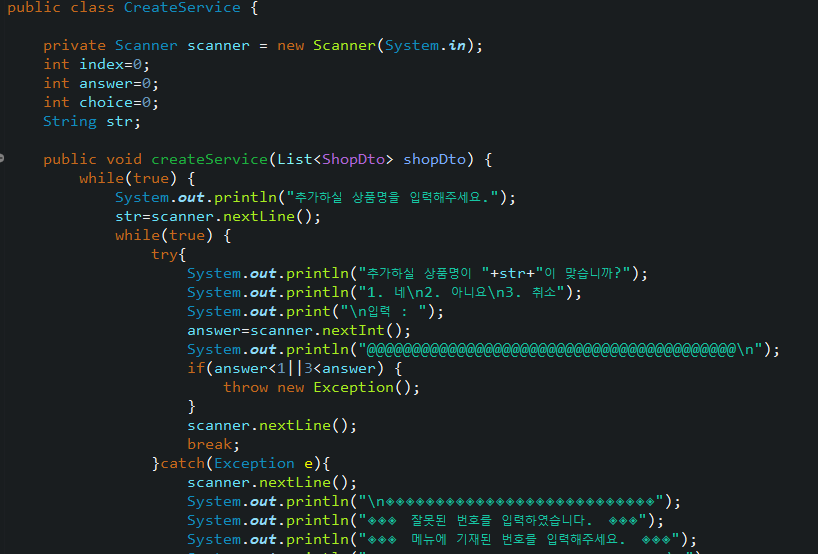 public class CreateService {
private Scanner scanner = new Scanner(System.in);
int index=0;
int answer=0;
int choice=0;
String str;
public void createService(List<ShopDto> shopDto) {
while(true) {
System.out.println("추가하실 상품명을 입력해주세요.");
str=scanner.nextLine();
while(true) {
try{
System.out.println("추가하실 상품명이 "+str+"이 맞습니까?");
System.out.println("1. 네\n2. 아니요\n3. 취소");
System.out.print("\n입력 : ");
answer=scanner.nextInt();
System.out.println("@@@@@@@@@@@@@@@@@@@@@@@@@@@@@@@@@@@@@@@@@\n");
if(answer<1||3<answer) {
throw new Exception();
}
scanner.nextLine();
break;
}catch(Exception e){
scanner.nextLine();
System.out.println("\n◈◈◈◈◈◈◈◈◈◈◈◈◈◈◈◈◈◈◈◈◈◈◈◈◈◈◈");
System.out.println("◈◈◈ 잘못된 번호를 입력하였습니다. ◈◈◈");
System.out.println("◈◈◈ 메뉴에 기재된 번호를 입력해주세요. ◈◈◈");